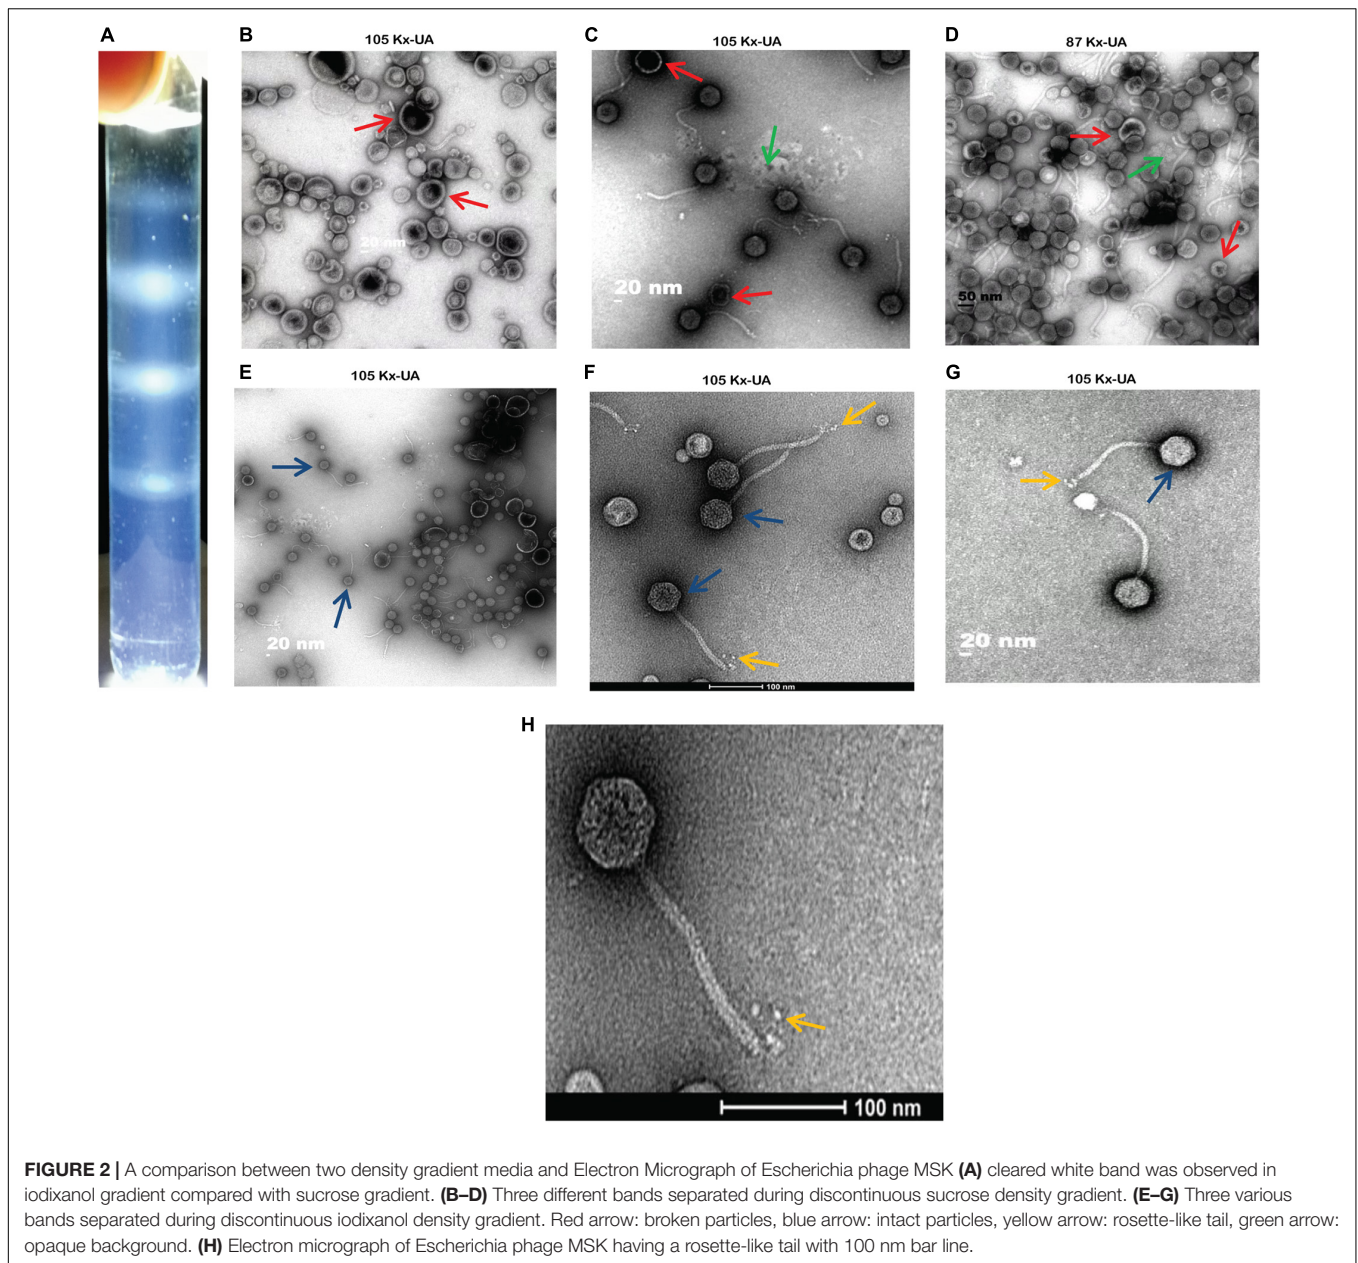 A
B
105 Kx-UA
20 nm
C
105 Kx-UA
20 nm
D
87 Kx-UA
50 nm
E
105 Kx-UA
20 nm
F
105 Kx-UA
100 nm
G
105 Kx-UA
20 nm
H
100 nm
FIGURE 2 | A comparison between two density gradient media and Electron Micrograph of Escherichia phage MSK (A) cleared white band was observed in
iodixanol gradient compared with sucrose gradient. (B–D) Three different bands separated during discontinuous sucrose density gradient. (E–G) Three various
bands separated during discontinuous iodixanol density gradient. Red arrow: broken particles, blue arrow: intact particles, yellow arrow: rosette-like tail, green arrow:
opaque background. (H) Electron micrograph of Escherichia phage MSK having a rosette-like tail with 100 nm bar line.